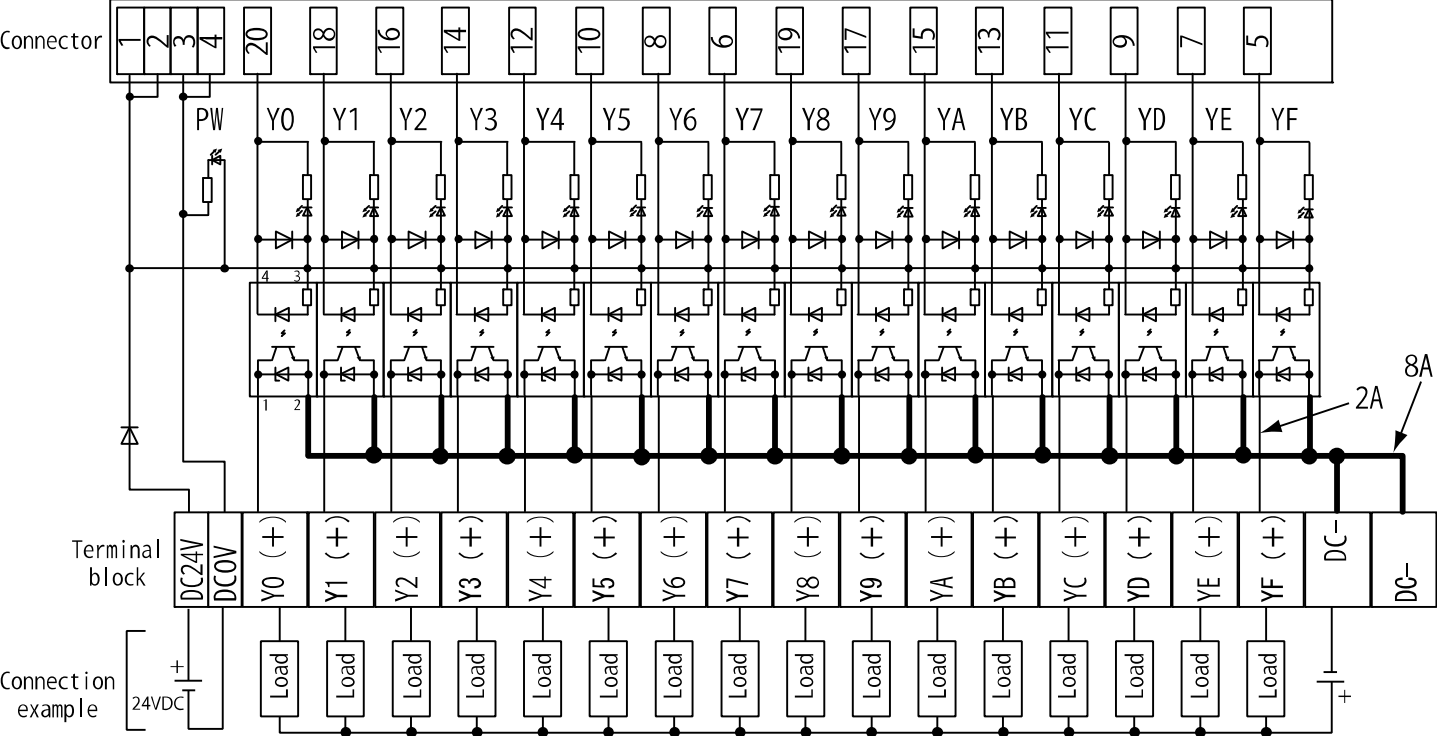 Connector 1 2 3 4 20 18 16 14 12 10 8 6 19 17 15 13 11 9 7 5
PW Y0 Y1 Y2 Y3 Y4 Y5 Y6 Y7 Y8 Y9 YA YB YC YD YE YF
4 3
1 2
8A
2A
Terminal
block
DC24V DC0V Y0 (+) Y1 (+) Y2 (+) Y3 (+) Y4 (+) Y5 (+) Y6 (+) Y7 (+) Y8 (+) Y9 (+) YA (+) YB (+) YC (+) YD (+) YE (+) YF (+) DC- DC-
Connection
example
+
24VDC
Load Load Load Load Load Load Load Load Load Load Load Load Load Load Load Load
+